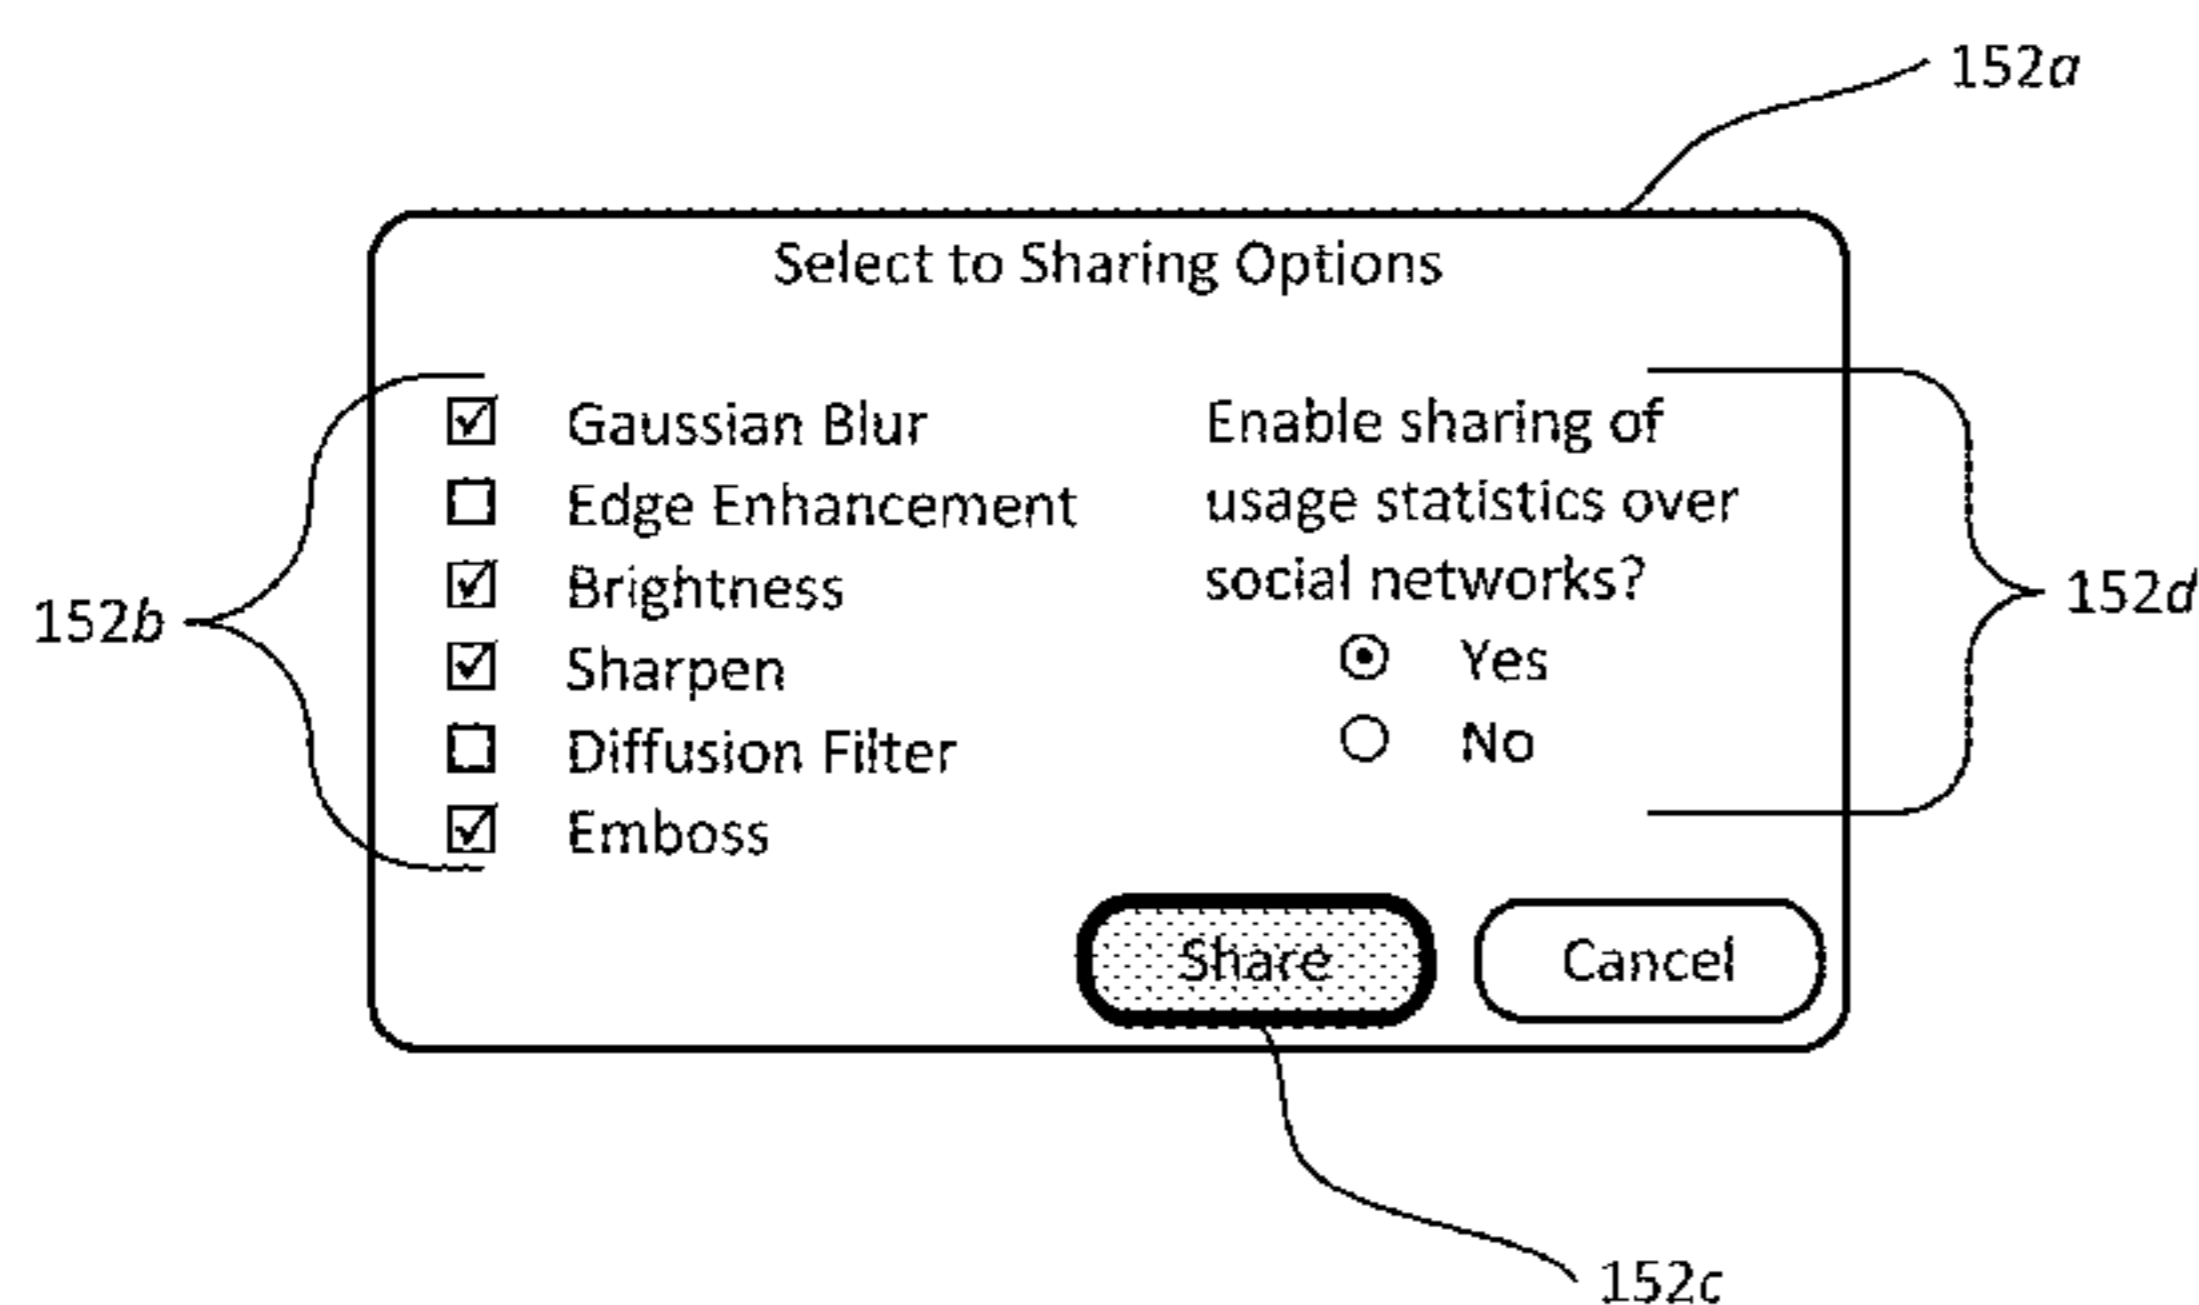 152a
Select to Sharing Options
Gaussian Blur
Edge Enhancement
Brightness
Sharpen
Diffusion Filter
Emboss
152b
Enable sharing of
usage statistics over
social networks?
Yes
No
152d
Share
Cancel
152c